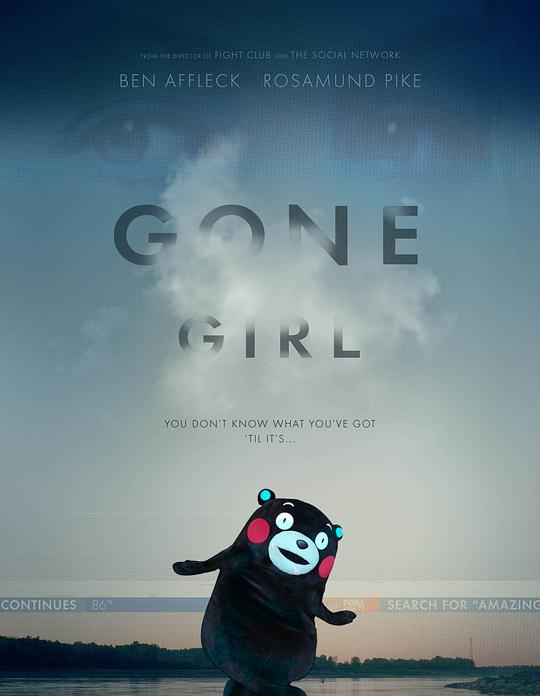 FROM THE DIRECTOR OF FIGHT CLUB AND THE SOCIAL NETWORK
BEN AFFLECK ROSAMUND PIKE
GONE
GIRL
YOU DON'T KNOW WHAT YOU'VE GOT
'TIL IT'S...
CONTINUES 86° SEARCH FOR "AMAZING